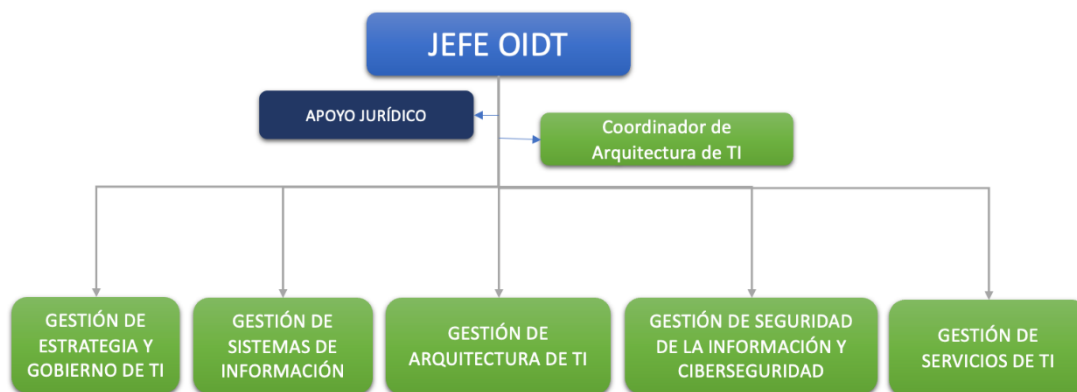 JEFE OIDT
APOYO JURÍDICO
Coordinador de
Arquitectura de TI
GESTIÓN DE
ESTRATEGIA Y
GOBIERNO DE TI
GESTIÓN DE
SISTEMAS DE
INFORMACIÓN
GESTIÓN DE
ARQUITECTURA DE TI
GESTIÓN DE SEGURIDAD
DE LA INFORMACIÓN Y
CIBERSEGURIDAD
GESTIÓN DE
SERVICIOS DE TI